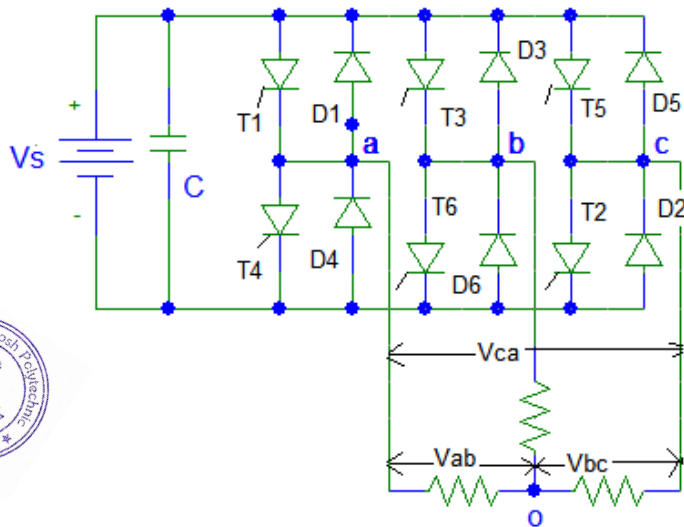 D3
+
T1
D1
T3
T5
D5
a
b
c
Vs
C
T6
T2
D2
-
T4
D4
D6
Vca
Vab
Vbc
o
Polytechnic